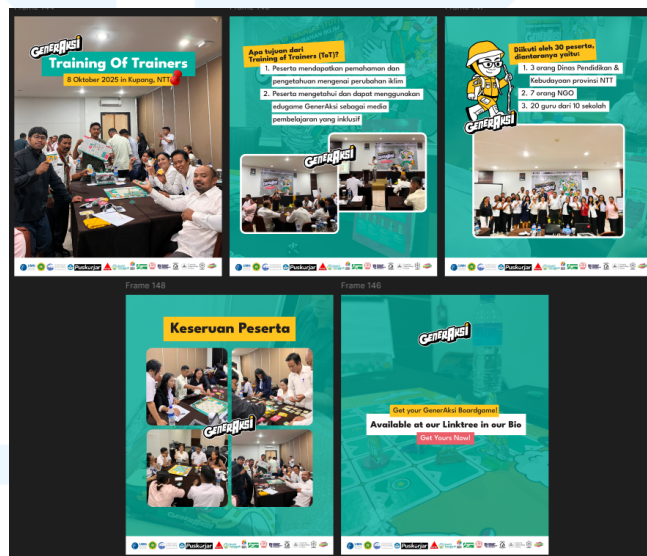 GenerAksi
Training Of Trainers
8 Oktober 2025 in Kupang, NTT
Puskurjar
Apa tujuan dari
Training of Trainers (ToT)?
1. Peserta mendapatkan pemahaman dan
pengetahuan mengenai perubahan iklim
2. Peserta mengetahui dan dapat menggunakan
edugame GenerAksi sebagai media
pembelajaran yang inklusif
GenerAksi
Puskurjar
Diikuti oleh 30 peserta,
diantaranya yaitu:
1. 3 orang Dinas Pendidikan &
Kebudayaan provinsi NTT
2. 7 orang NGO
3. 20 guru dari 10 sekolah
GenerAksi
Puskurjar
Frame 148
Keseruan Peserta
GenerAksi
Puskurjar
Frame 146
GenerAksi
Get your GenerAksi Boardgame!
Available at our Linktree in our Bio
Get Yours Now!
Puskurjar